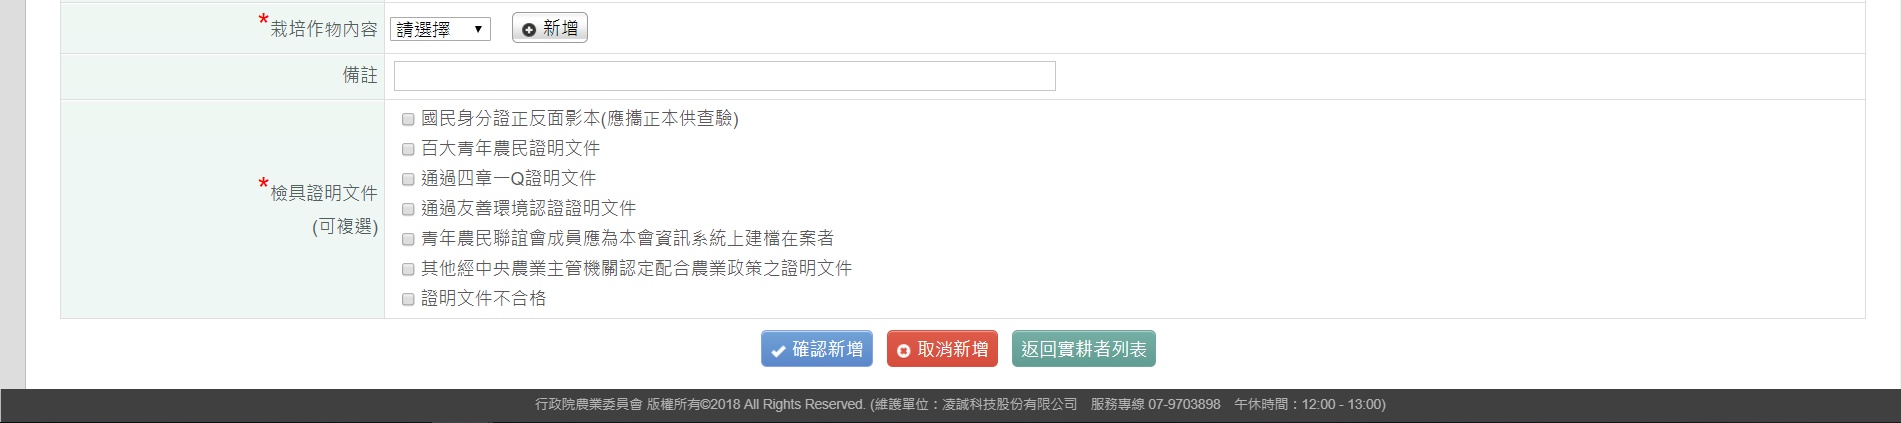 *栽培作物內容 請選擇 新增
備註
*檢具證明文件
(可複選)
國民身分證正反面影本(應攜正本供查驗)
百大青年農民證明文件
通過四章一Q證明文件
通過友善環境認證證明文件
青年農民聯誼會成員應為本會資訊系統上建檔在案者
其他經中央農業主管機關認定配合農業政策之證明文件
證明文件不合格
確認新增 取消新增 返回實耕者列表
行政院農業委員會 版權所有©2018 All Rights Reserved. (維護單位：凌誠科技股份有限公司 服務專線 07-9703898 午休時間：12:00 - 13:00)